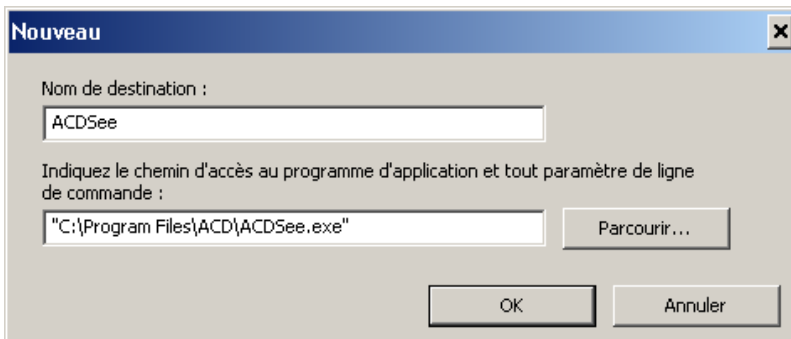 Nouveau
Nom de destination :
ACDSee
Indiquez le chemin d'accès au programme d'application et tout paramètre de ligne
de commande :
"C:\Program Files\ACD\ACDSee.exe"
Parcourir...
OK
Annuler